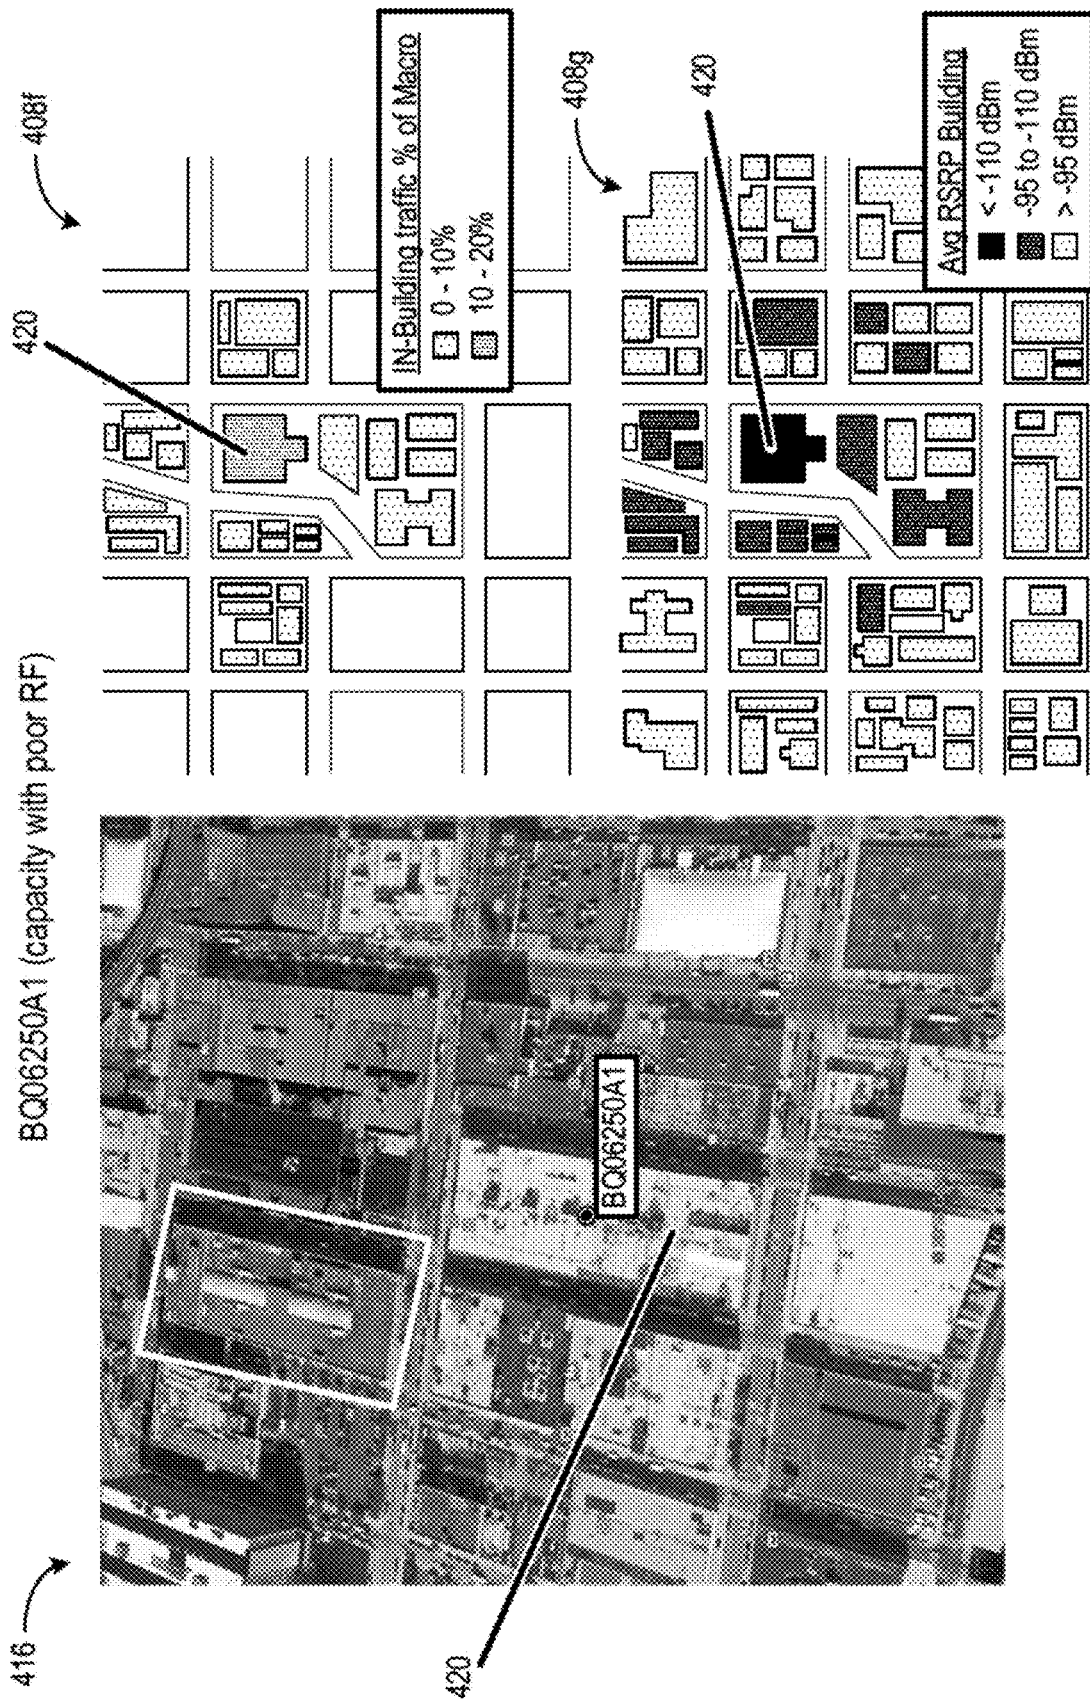 BQ06250A1 (capacity with poor RF)
416
420
BQ06250A1
408f
420
IN-Building traffic % of Macro
0 - 10%
10 - 20%
408g
420
Avg RSRP Building
< -110 dBm
-95 to -110 dBm
> -95 dBm